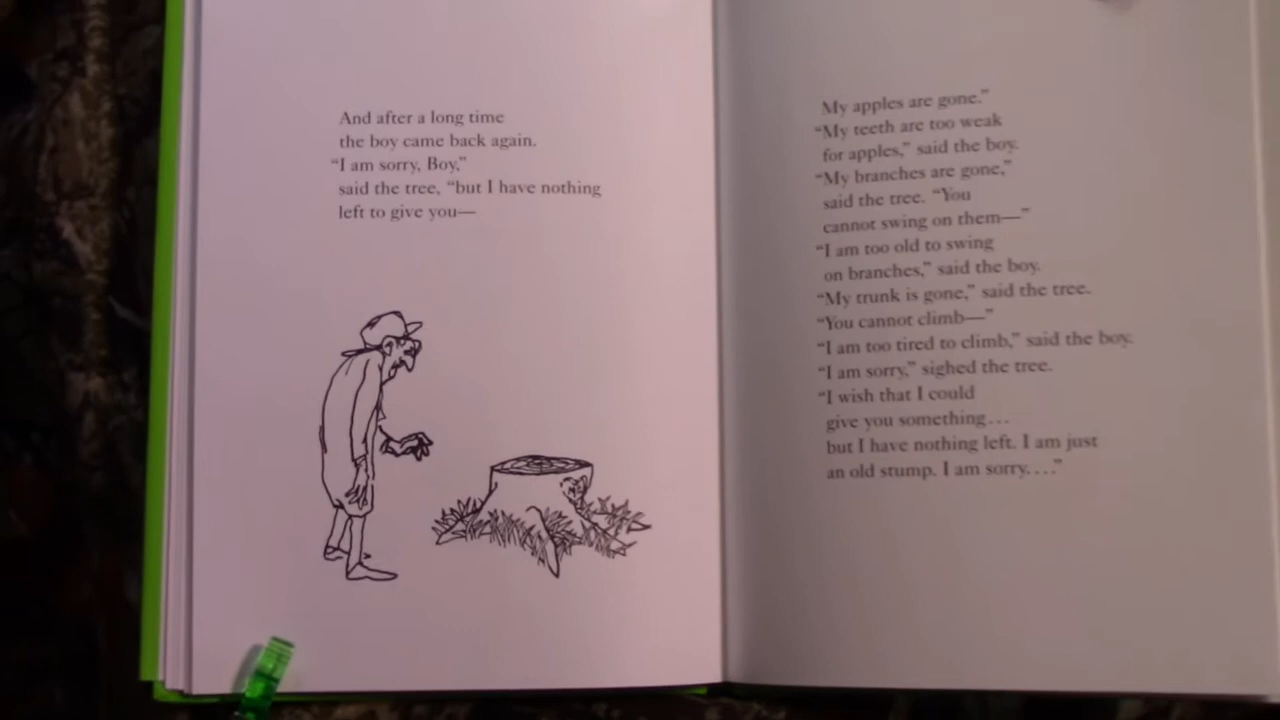 And after a long time
the boy came back again.
“I am sorry, Boy,”
said the tree, “but I have nothing
left to give you—
My apples are gone.”
“My teeth are too weak
for apples,” said the boy.
“My branches are gone,”
said the tree. “You
cannot swing on them—”
“I am too old to swing
on branches,” said the boy.
“My trunk is gone,” said the tree.
“You cannot climb—”
“I am too tired to climb,” said the boy.
“I am sorry,” sighed the tree.
“I wish that I could
give you something...
but I have nothing left. I am just
an old stump. I am sorry....”